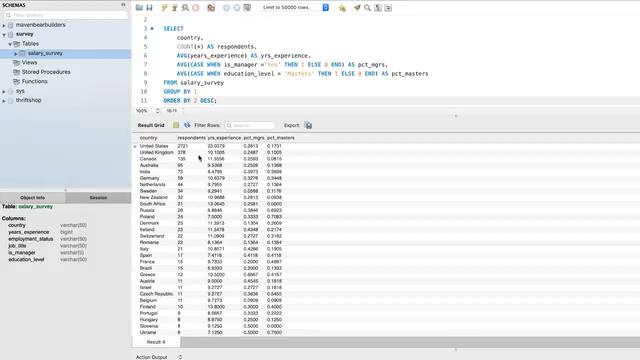 SCHEMAS
Filter objects
mavenbearbuilders
survey
Tables
salary_survey
Views
Stored Procedures
Functions
sys
thriftshop
Object Info Session
Table: salary_survey
Columns:
country varchar(50)
years_experience bigint
employment_status varchar(50)
job_title varchar(50)
is_manager varchar(5)
education_level varchar(50)
Limit to 50000 rows
2
3 SELECT
4 country,
5 COUNT(*) AS respondents,
6 AVG(years_experience) AS yrs_experience,
7 AVG(CASE WHEN is_manager ='Yes' THEN 1 ELSE 0 END) AS pct_mgrs,
8 AVG(CASE WHEN education_level = 'Masters' THEN 1 ELSE 0 END) AS pct_masters
9 FROM salary_survey
10 GROUP BY 1
11 ORDER BY 2 DESC;
100%
Result Grid Filter Rows: Search Export:
country respondents yrs_experience pct_mgrs pct_masters
United States 2721 0.2613 0.1731
United Kingdom 378 10.1005 0.2487 0.1005
Canada 135 11.3556 0.2593 0.0815
Australia 95 9.5368 0.2526
India 73 0.3973 0.3699
Germany 58 10.6379 0.3276 0.3448
Netherlands 44 9.7955 0.2727 0.1364
Sweden 34 9.2941 0.0588 0.1176
New Zealand 32 0.2813 0.0938
South Africa 31 13.0645 0.2581 0.0000
Russia 26 0.3846 0.6923
Poland 24 7.0000 0.3333 0.7083
Denmark 23 11.3913 0.1304 0.2609
Ireland 23 11.3478 0.4348 0.2174
Switzerland 22 11.0909 0.2727 0.3182
Romania 22 8.1364 0.1364 0.1364
Italy 21 10.8571 0.4286 0.1905
Spain 17 7.4118 0.4118 0.4118
France 15 9.7333 0.2000 0.4667
Brazil 15 6.9333 0.2000 0.1333
Greece 12 10.5000 0.6667 0.4167
Austria 11 9.0000 0.4545 0.1818
Israel 11 9.2727 0.2727 0.1818
Czech Republic 11 9.2727 0.3636 0.5455
Belgium 11 9.7273 0.0909 0.0909
Finland 10 13.8000 0.3000 0.4000
Portugal 9 8.6667 0.3333 0.2222
Hungary 8 8.8750 0.2500 0.1250
Slovenia 8 9.1250 0.5000 0.0000
Ukraine 8 7.1250 0.5000 0.7500
Result 4
Action Output